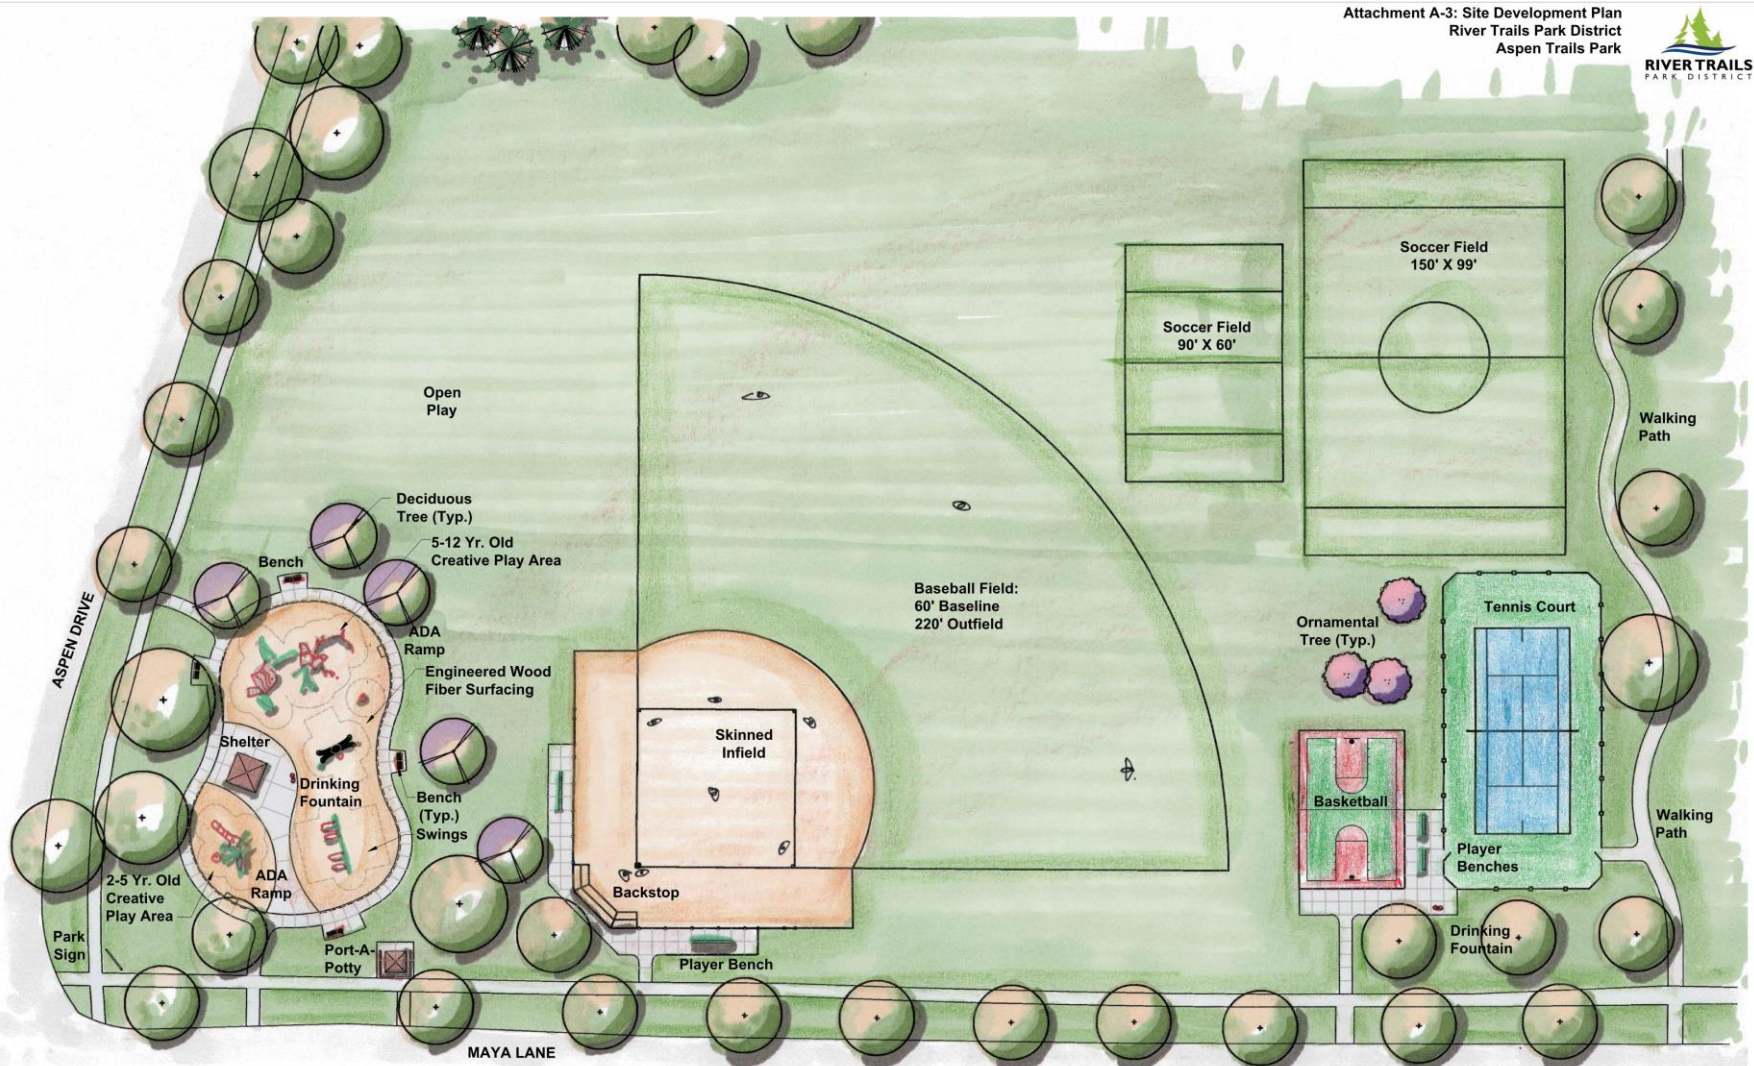 Attachment A-3: Site Development Plan
River Trails Park District
Aspen Trails Park
RIVER TRAILS
PARK DISTRICT
Soccer Field
150' X 99'
Soccer Field
90' X 60'
Open
Play
Walking
Path
Deciduous
Tree (Typ.)
5-12 Yr. Old
Creative Play Area
Bench
ASPEN DRIVE
ADA
Ramp
Engineered Wood
Fiber Surfacing
Baseball Field:
60' Baseline
220' Outfield
Ornamental
Tree (Typ.)
Tennis Court
Shelter
Skinned
Infield
Drinking
Fountain
Bench
(Typ.)
Swings
Basketball
Walking
Path
Player
Benches
2-5 Yr. Old
Creative
Play Area
ADA
Ramp
Backstop
Park
Sign
Port-A-
Potty
Player Bench
Drinking
Fountain
MAYA LANE